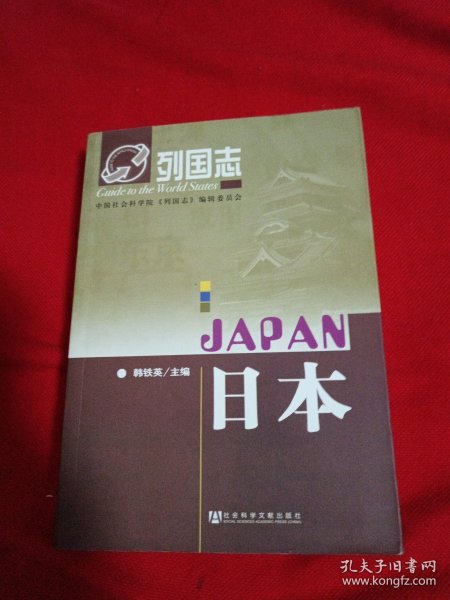 列国志
Guide to the World States
中国社会科学院《列国志》编辑委员会
JAPAN
韩铁英/主编
日本
社会科学文献出版社
SOCIAL SCIENCES ACADEMIC PRESS (CHINA)
孔夫子旧书网
www.kongfz.com